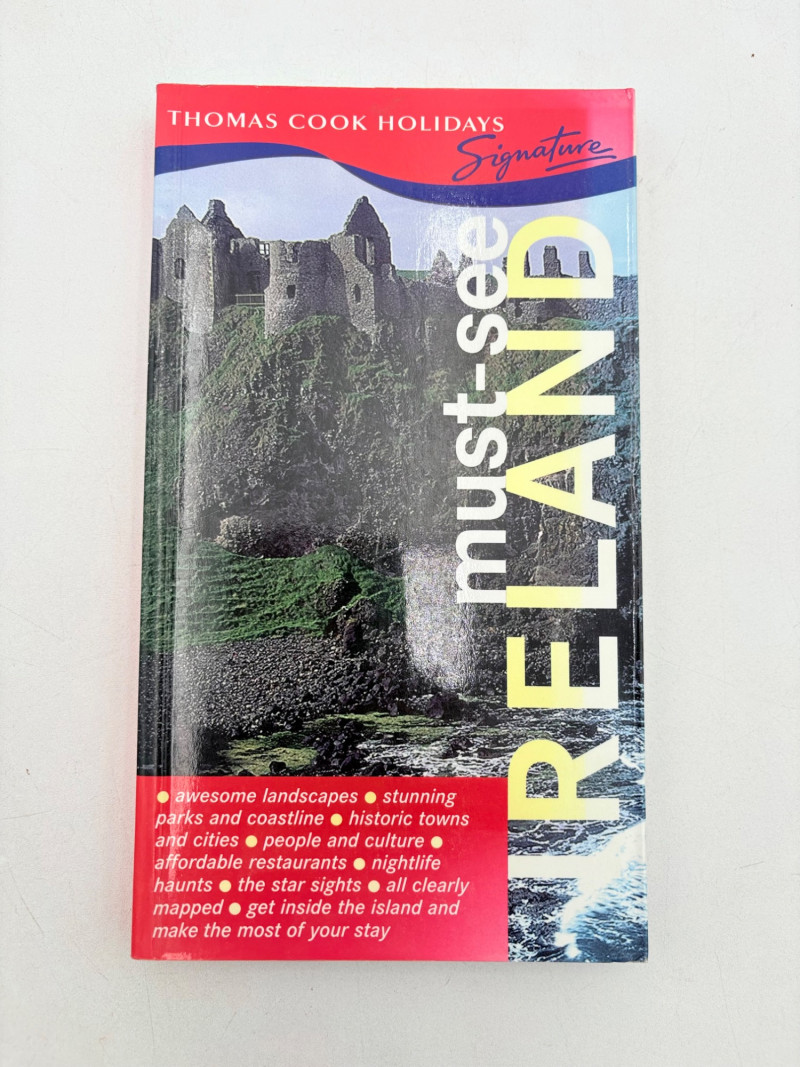 THOMAS COOK HOLIDAYS
Signature
must-see
IRELAND
● awesome landscapes ● stunning
parks and coastline ● historic towns
and cities ● people and culture ●
affordable restaurants ● nightlife
haunts ● the star sights ● all clearly
mapped ● get inside the island and
make the most of your stay